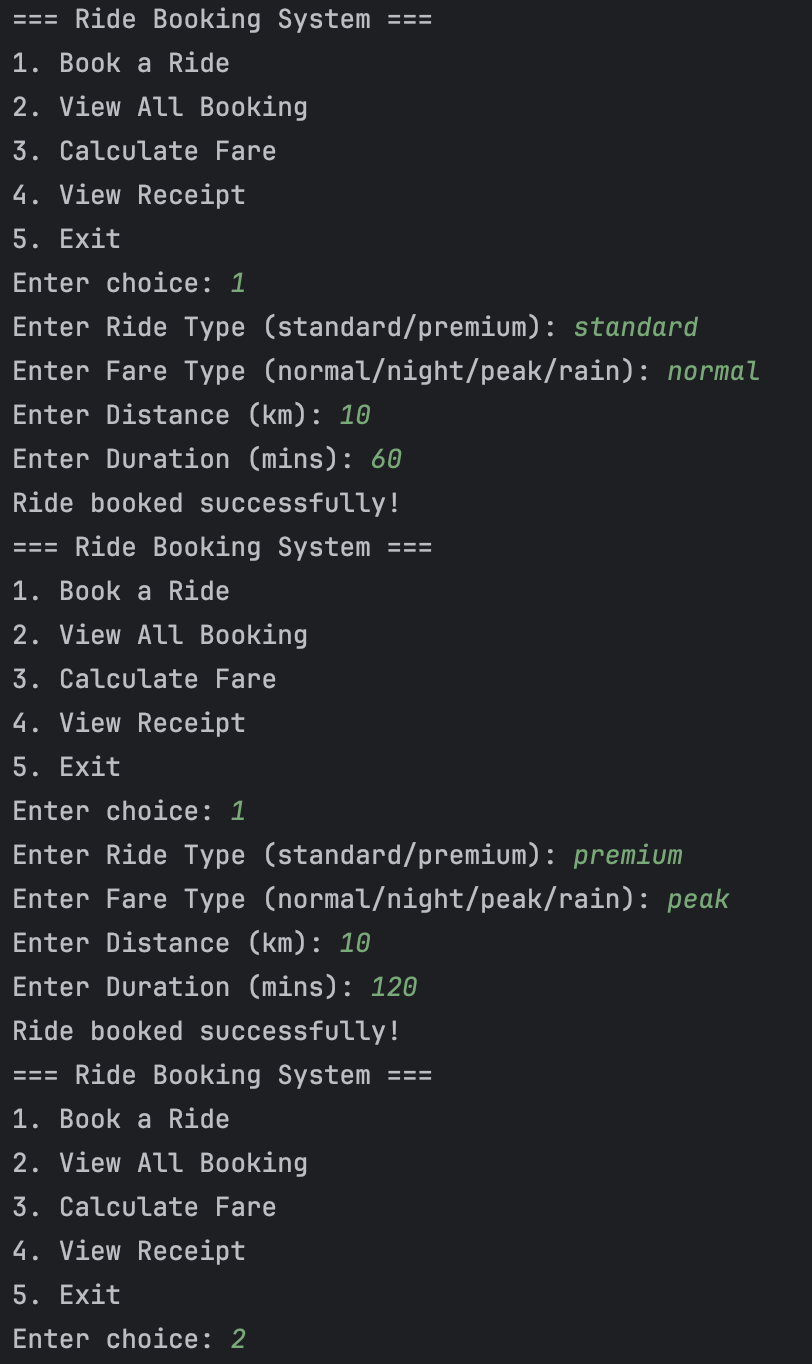 === Ride Booking System ===
1. Book a Ride
2. View All Booking
3. Calculate Fare
4. View Receipt
5. Exit
Enter choice: 1
Enter Ride Type (standard/premium): standard
Enter Fare Type (normal/night/peak/rain): normal
Enter Distance (km): 10
Enter Duration (mins): 60
Ride booked successfully!
=== Ride Booking System ===
1. Book a Ride
2. View All Booking
3. Calculate Fare
4. View Receipt
5. Exit
Enter choice: 1
Enter Ride Type (standard/premium): premium
Enter Fare Type (normal/night/peak/rain): peak
Enter Distance (km): 10
Enter Duration (mins): 120
Ride booked successfully!
=== Ride Booking System ===
1. Book a Ride
2. View All Booking
3. Calculate Fare
4. View Receipt
5. Exit
Enter choice: 2